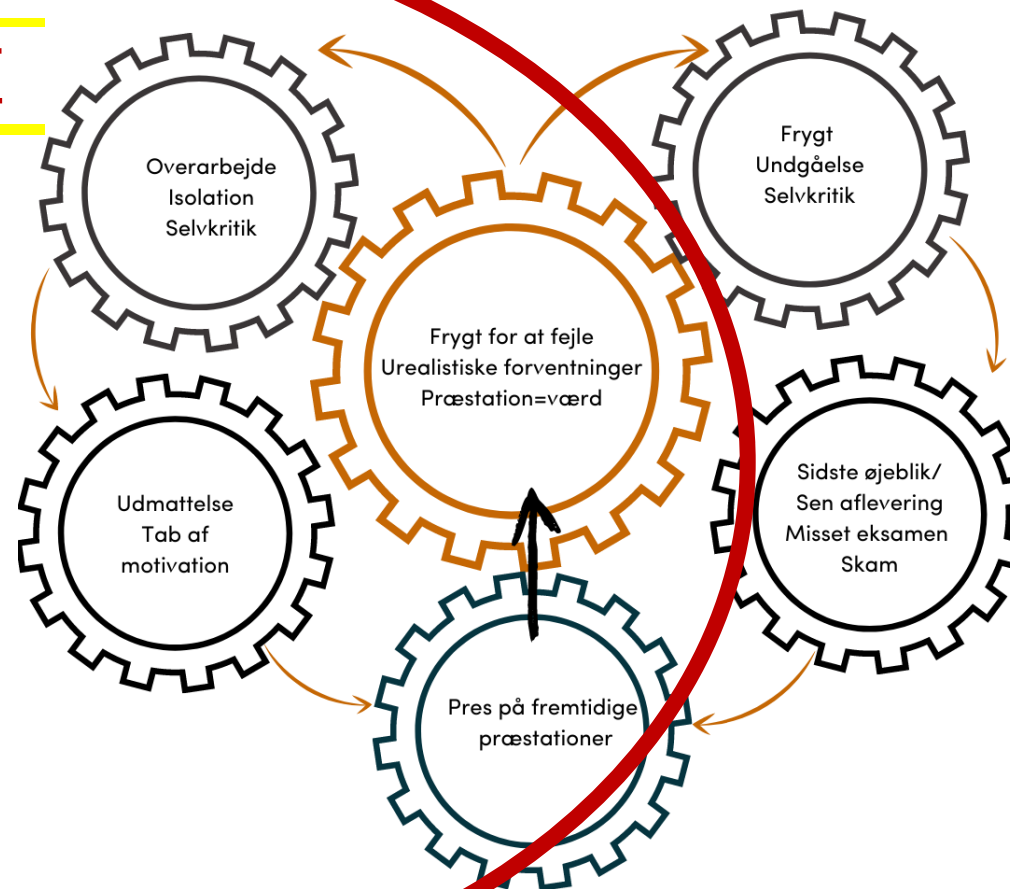 Overarbejde
Isolation
Selvkritik
Frygt
Undgåelse
Selvkritik
Frygt for at fejle
Urealistiske forventninger
Præstation=værd
Udmattelse
Tab af
motivation
Sidste øjeblik/
Sen aflevering
Misset eksamen
Skam
Pres på fremtidige
præstationer